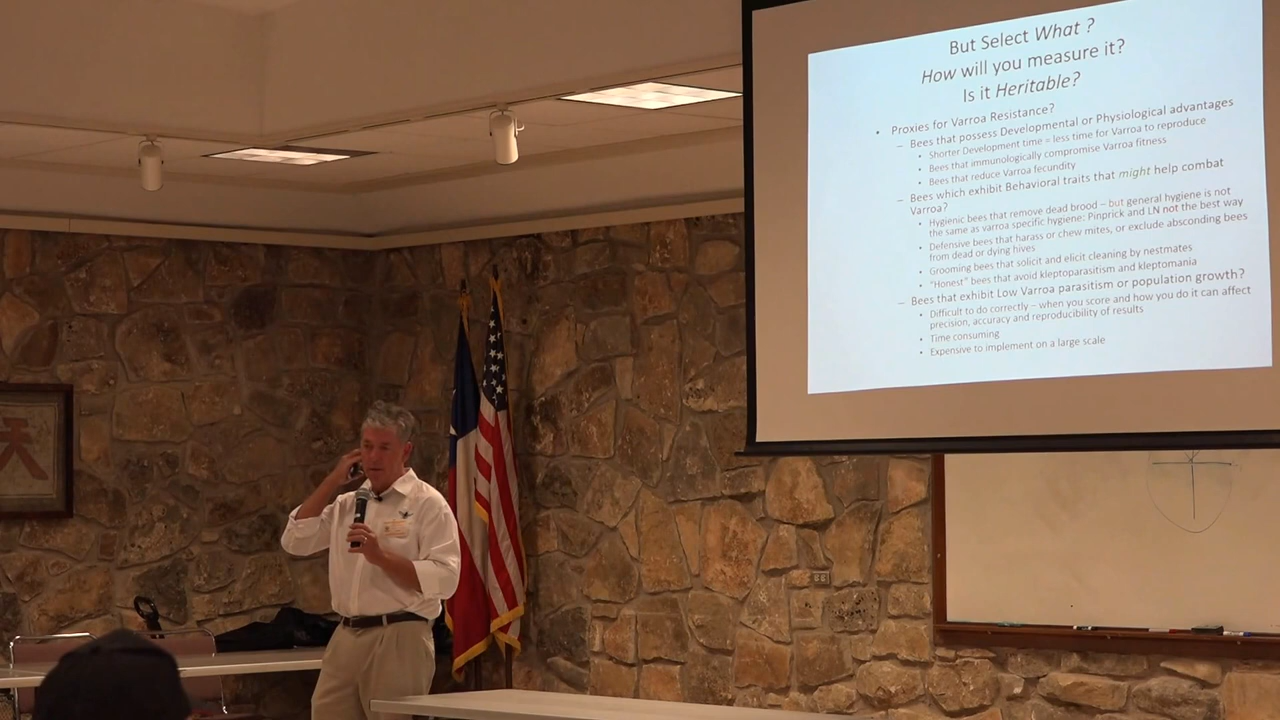 But Select What ?
How will you measure it?
Is it Heritable?
• Proxies for Varroa Resistance?
– Bees that possess Developmental or Physiological advantages
• Shorter Development time = less time for Varroa to reproduce
• Bees that immunologically compromise Varroa fitness
• Bees that reduce Varroa fecundity
– Bees which exhibit Behavioral traits that might help combat
Varroa?
• Hygienic bees that remove dead brood – but general hygiene is not
the same as varroa specific hygiene: Pinprick and LN not the best way
• Defensive bees that harass or chew mites, or exclude absconding bees
from dead or dying hives
• Grooming bees that solicit and elicit cleaning by nestmates
• "Honest" bees that avoid kleptoparasitism and kleptomania
– Bees that exhibit Low Varroa parasitism or population growth?
• Difficult to do correctly – when you score and how you do it can affect
precision, accuracy and reproducibility of results
• Time consuming
• Expensive to implement on a large scale